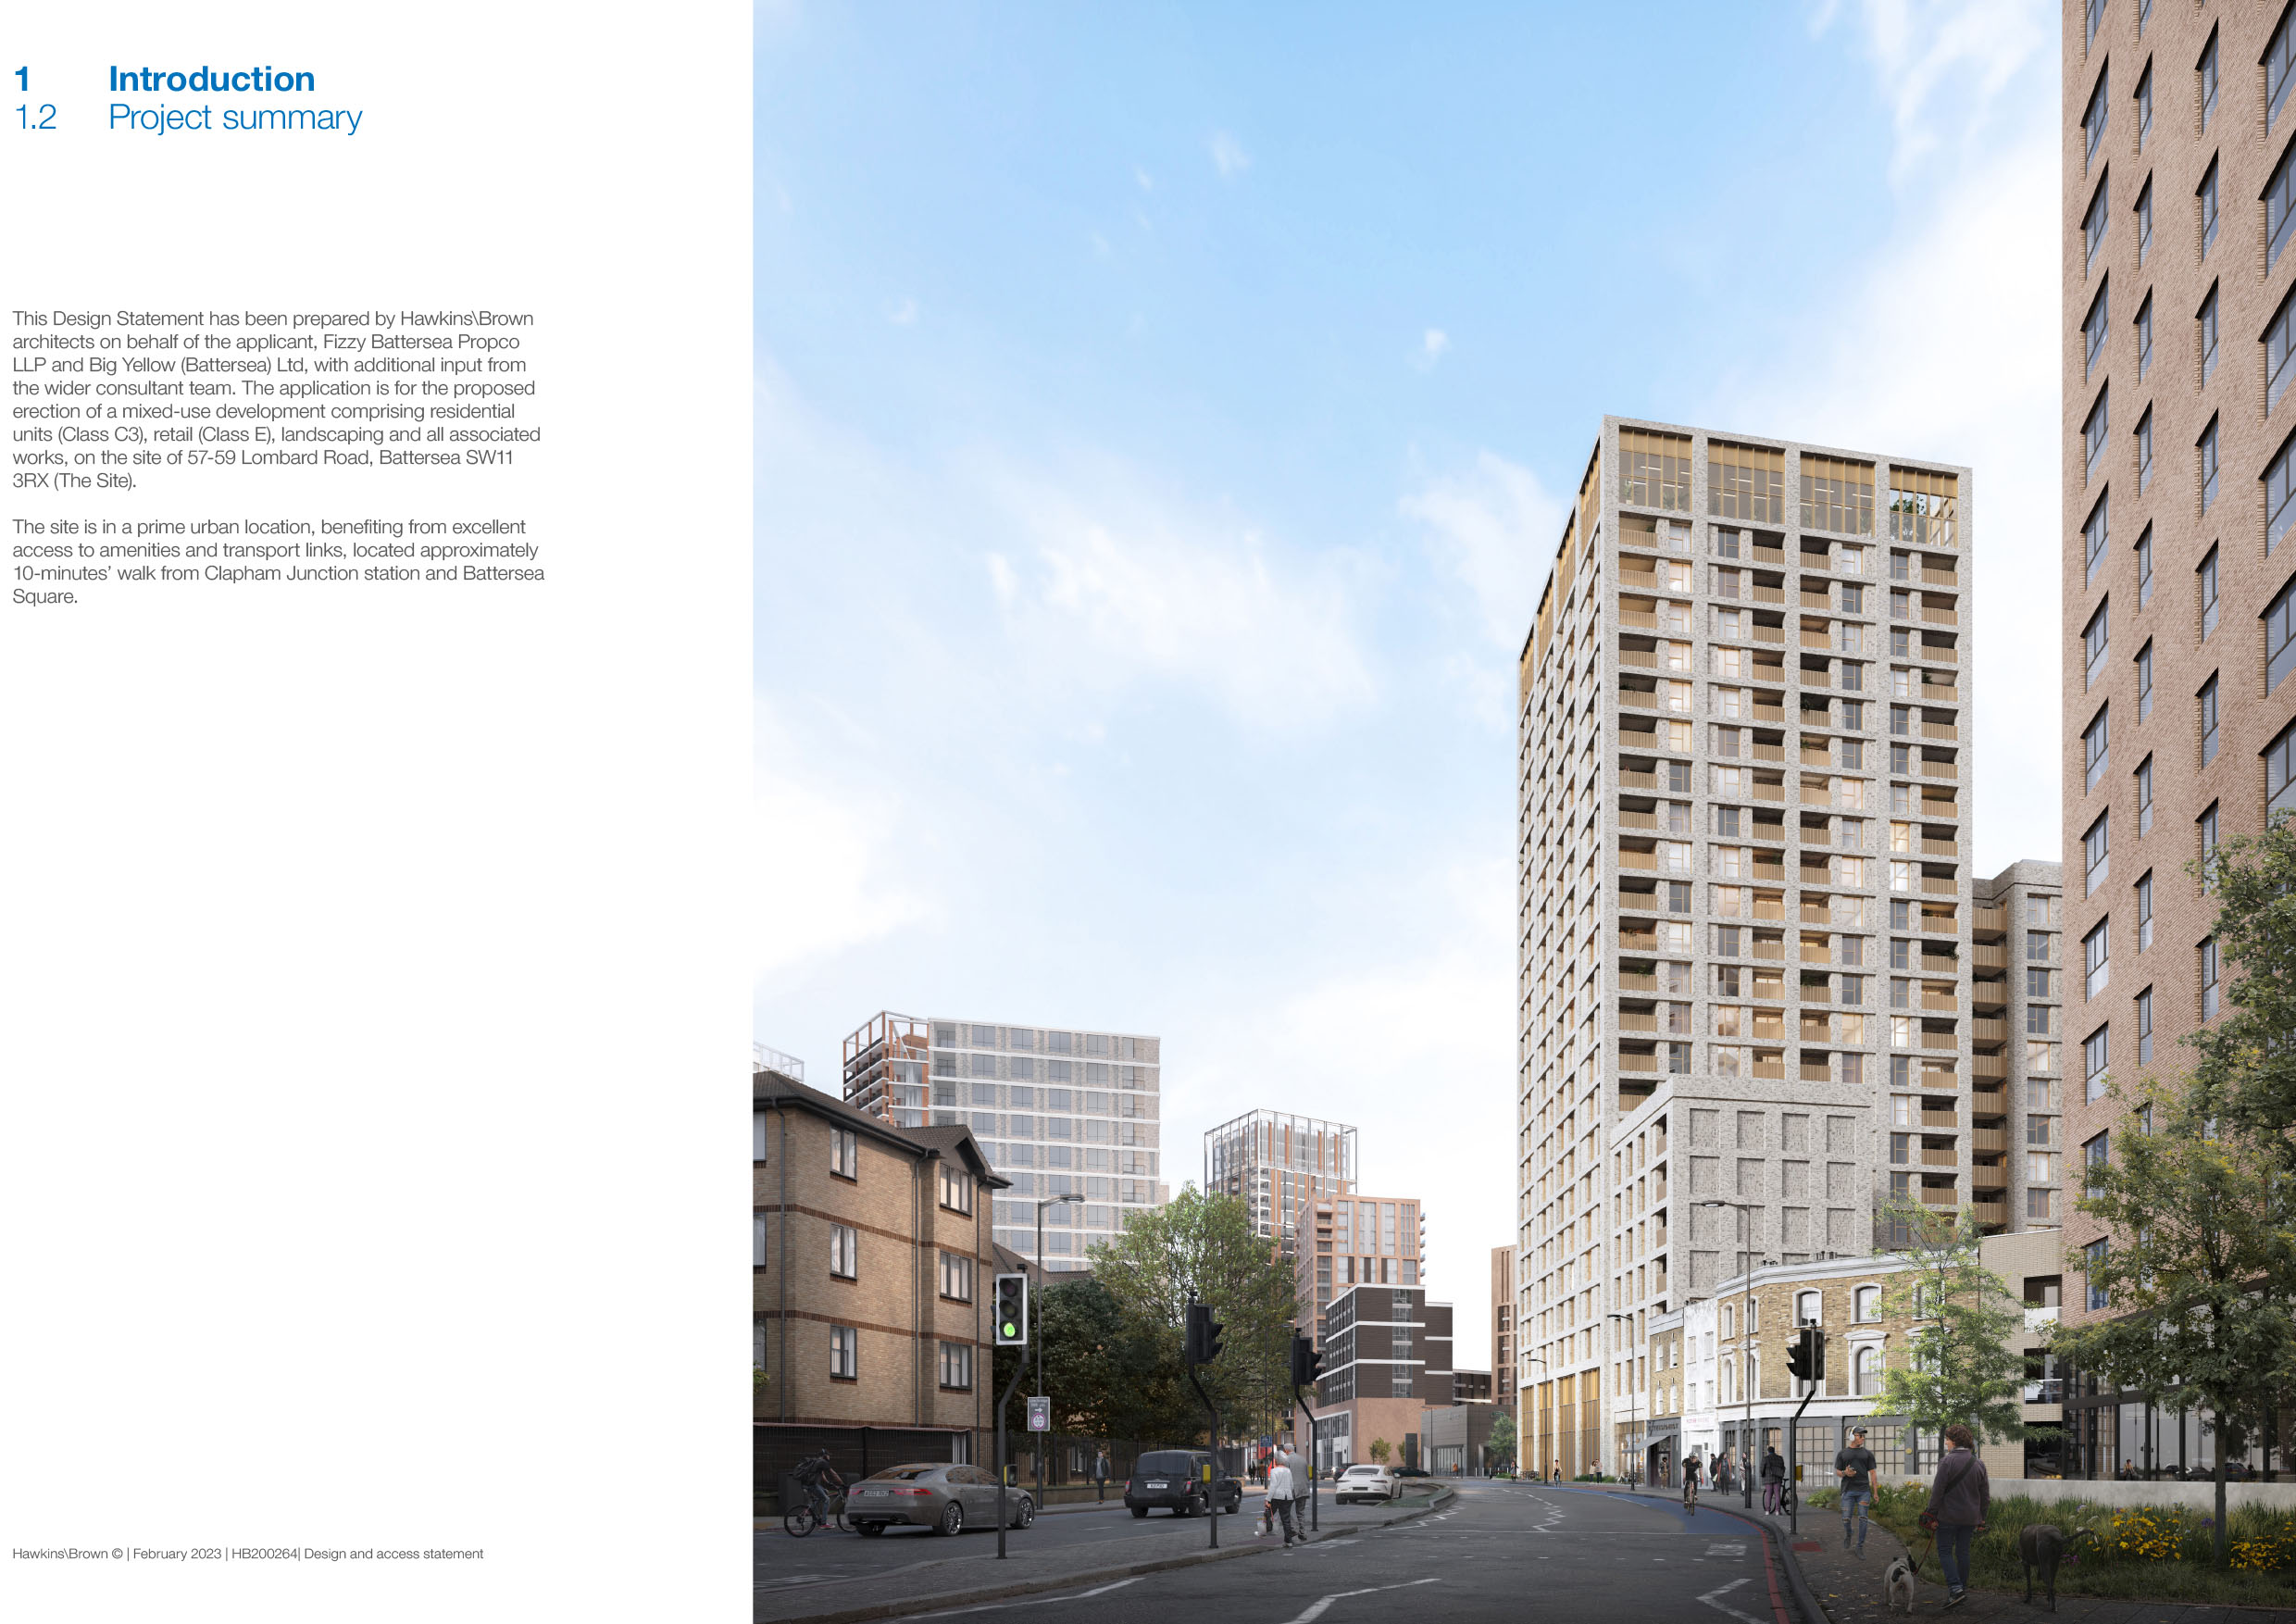 1 Introduction
1.2 Project summary
This Design Statement has been prepared by Hawkins\Brown
architects on behalf of the applicant, Fizzy Battersea Propco
LLP and Big Yellow (Battersea) Ltd, with additional input from
the wider consultant team. The application is for the proposed
erection of a mixed-use development comprising residential
units (Class C3), retail (Class E), landscaping and all associated
works, on the site of 57-59 Lombard Road, Battersea SW11
3RX (The Site).
The site is in a prime urban location, benefiting from excellent
access to amenities and transport links, located approximately
10-minutes’ walk from Clapham Junction station and Battersea
Square.
Hawkins\Brown © | February 2023 | HB200264| Design and access statement